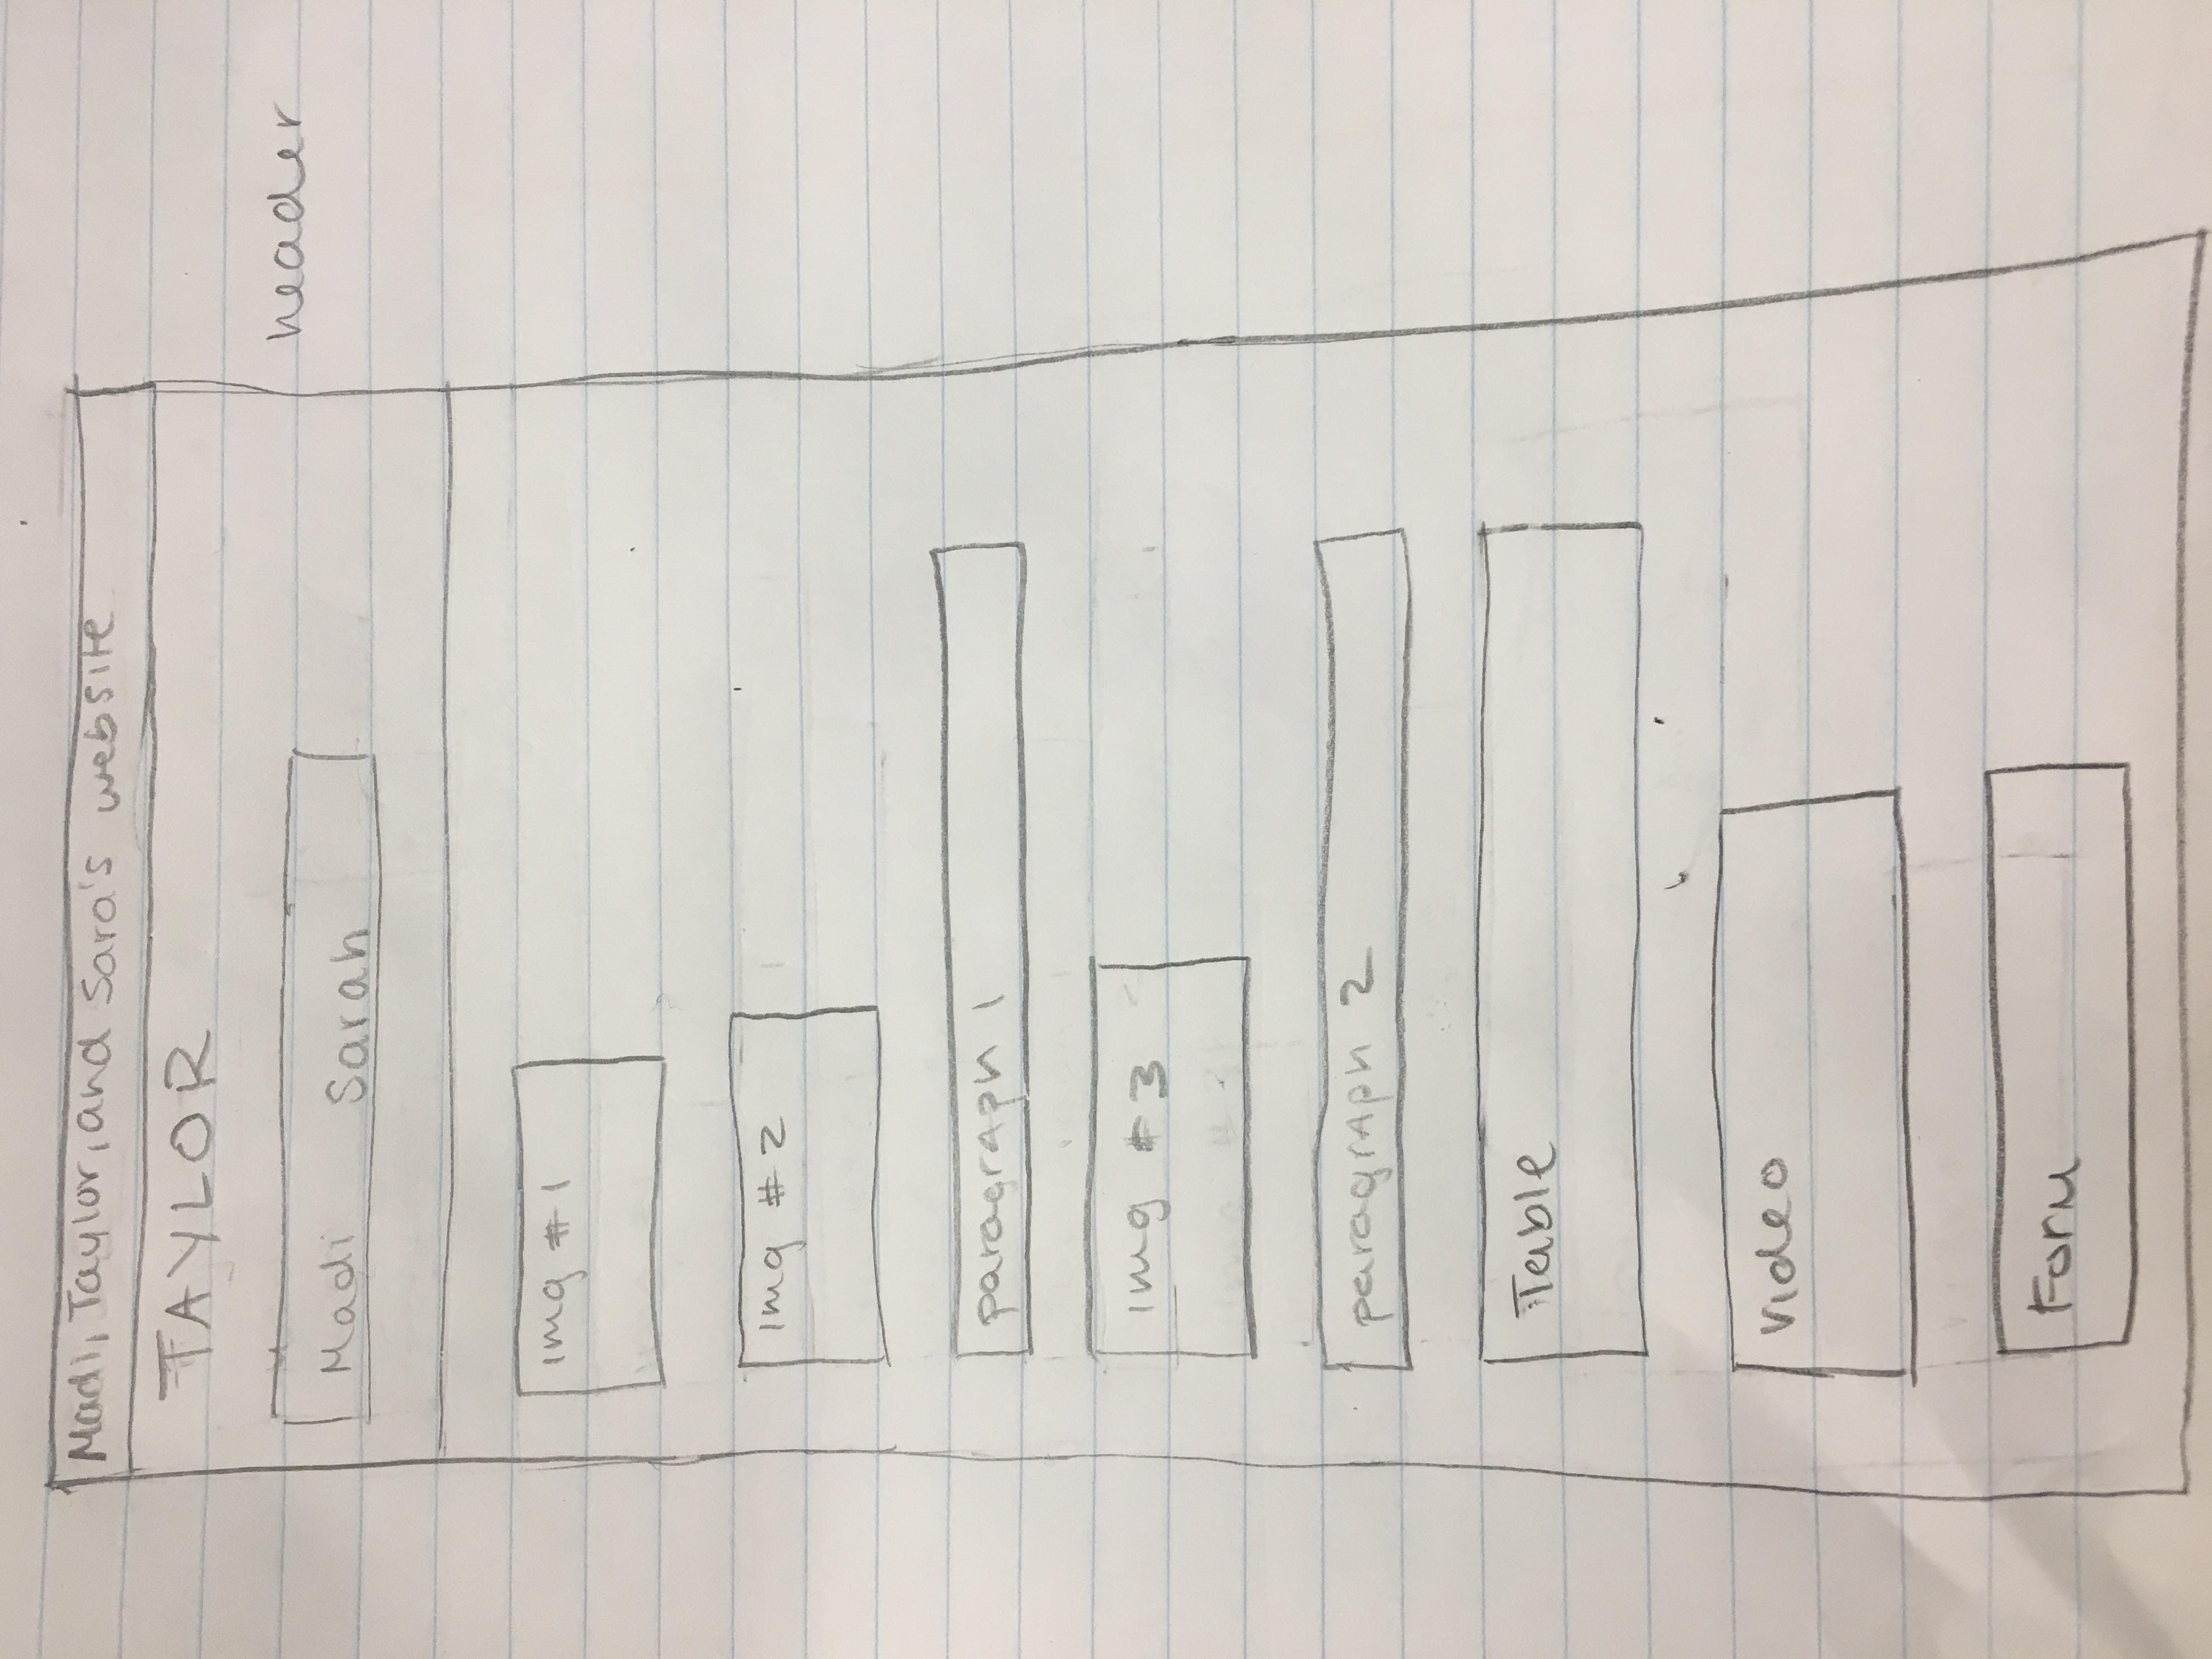 Madi, Taylor, and Sara's website
TAYLOR
header
Madi Sarah
img #1
img #2
paragraph 1
img #3
paragraph 2
Table
video
Form